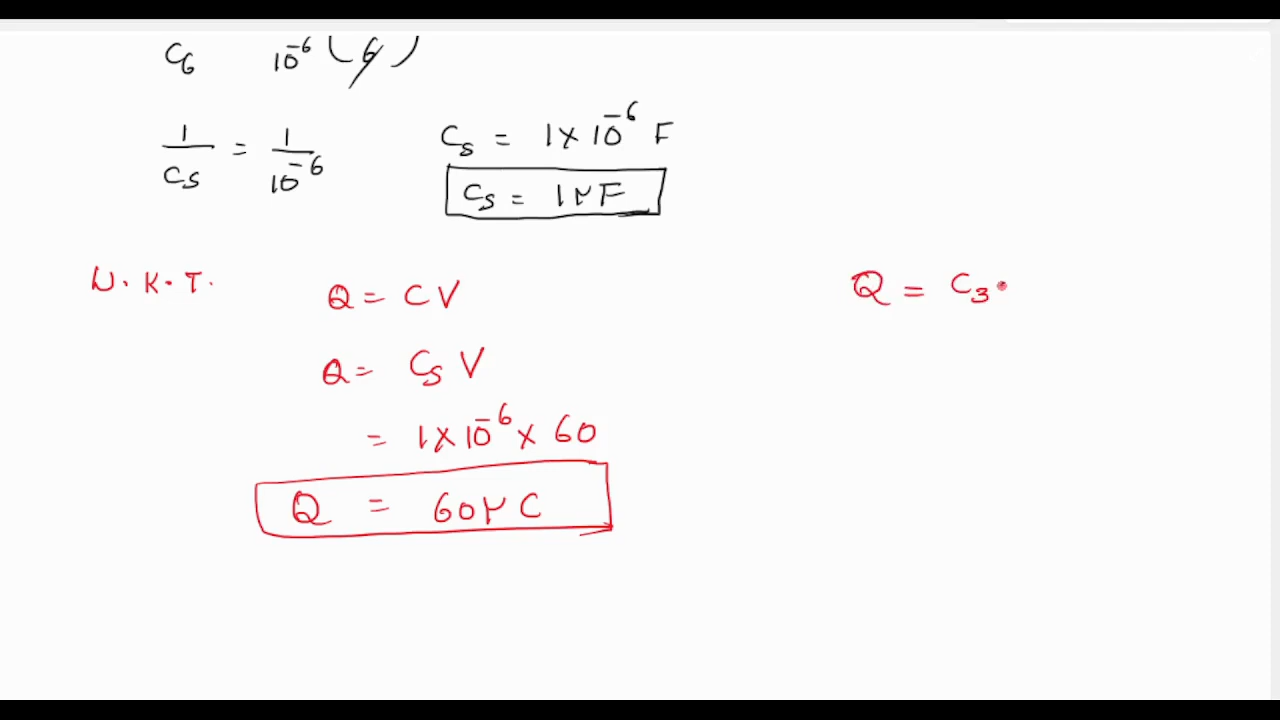 C6 10⁻⁶ ( 6 )
1/Cs = 1/10⁻⁶
Cs = 1 × 10⁻⁶ F
Cs = 1μF
W.K.T.
Q = CV
Q = Cs V
= 1 × 10⁻⁶ × 60
Q = 60μC
Q = C3